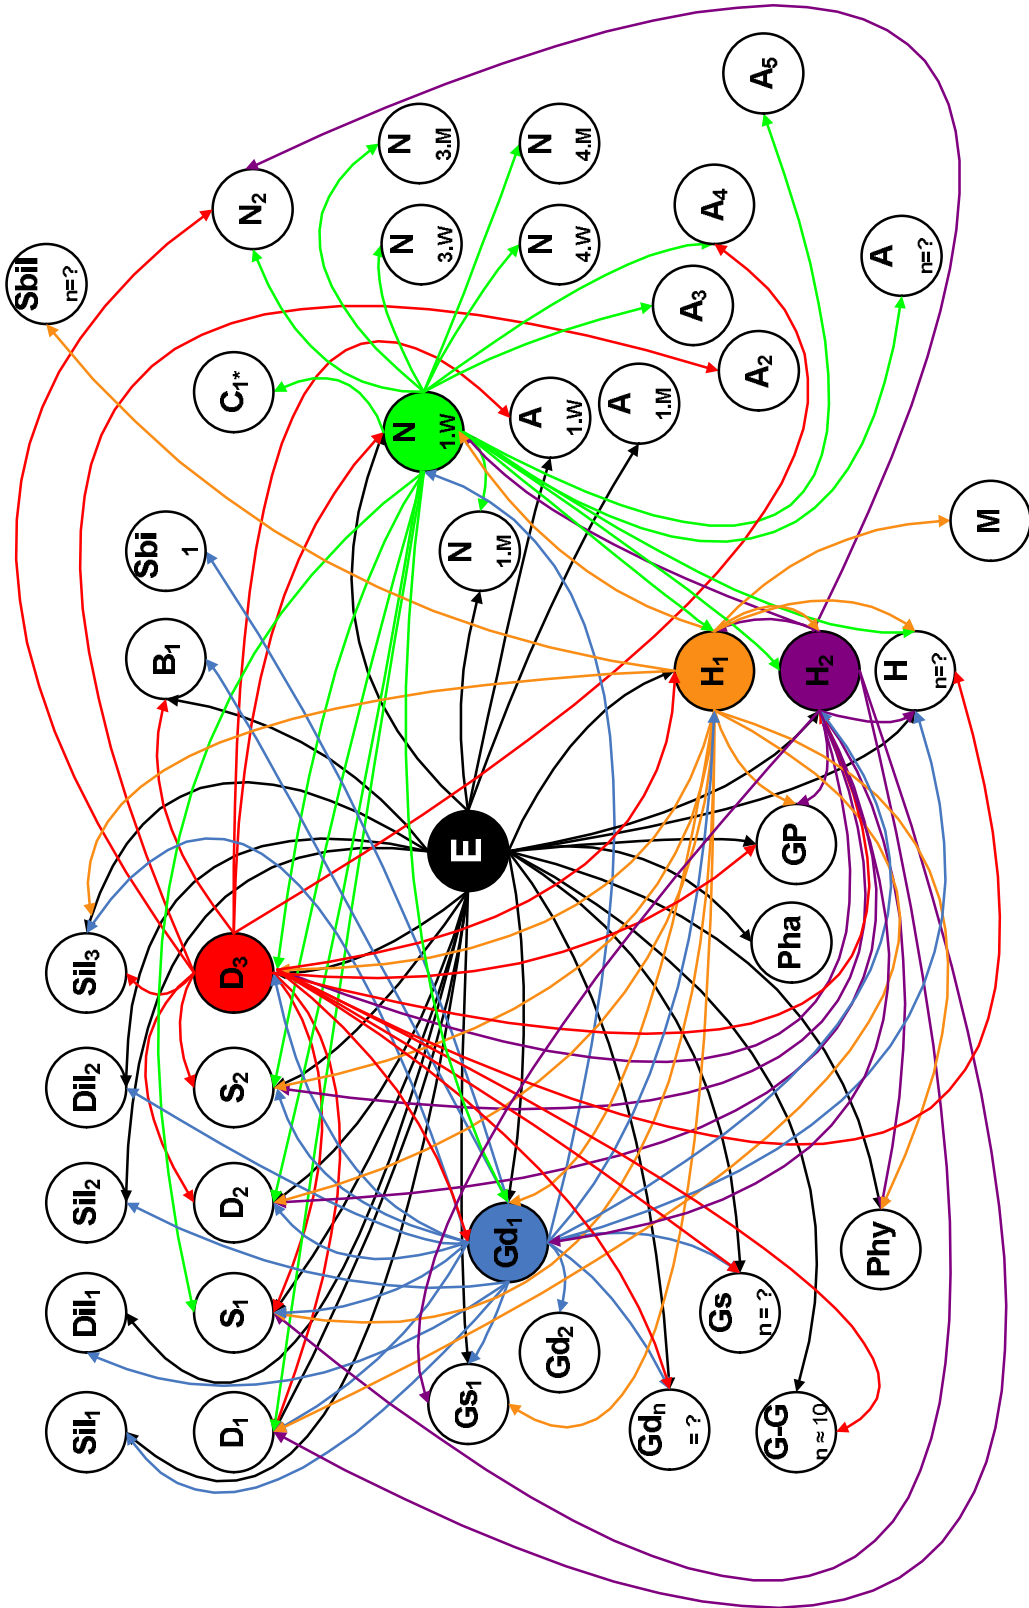 Sbil
n=?
Sil1
Dil1
Sil2
Dil2
Sil3
B1
Sbi
1
D1
S1
D2
S2
D3
C1*
N2
N
1.W
N
3.W
N
3.M
Gs1
E
N
1.M
Gd1
Gd2
A
1.W
N
4.W
N
4.M
A
1.M
Gdn
= ?
H1
A3
A4
Gs
n = ?
A2
A5
G-G
n ≈ 10
Pha
GP
H2
Phy
H
n=?
A
n=?
M